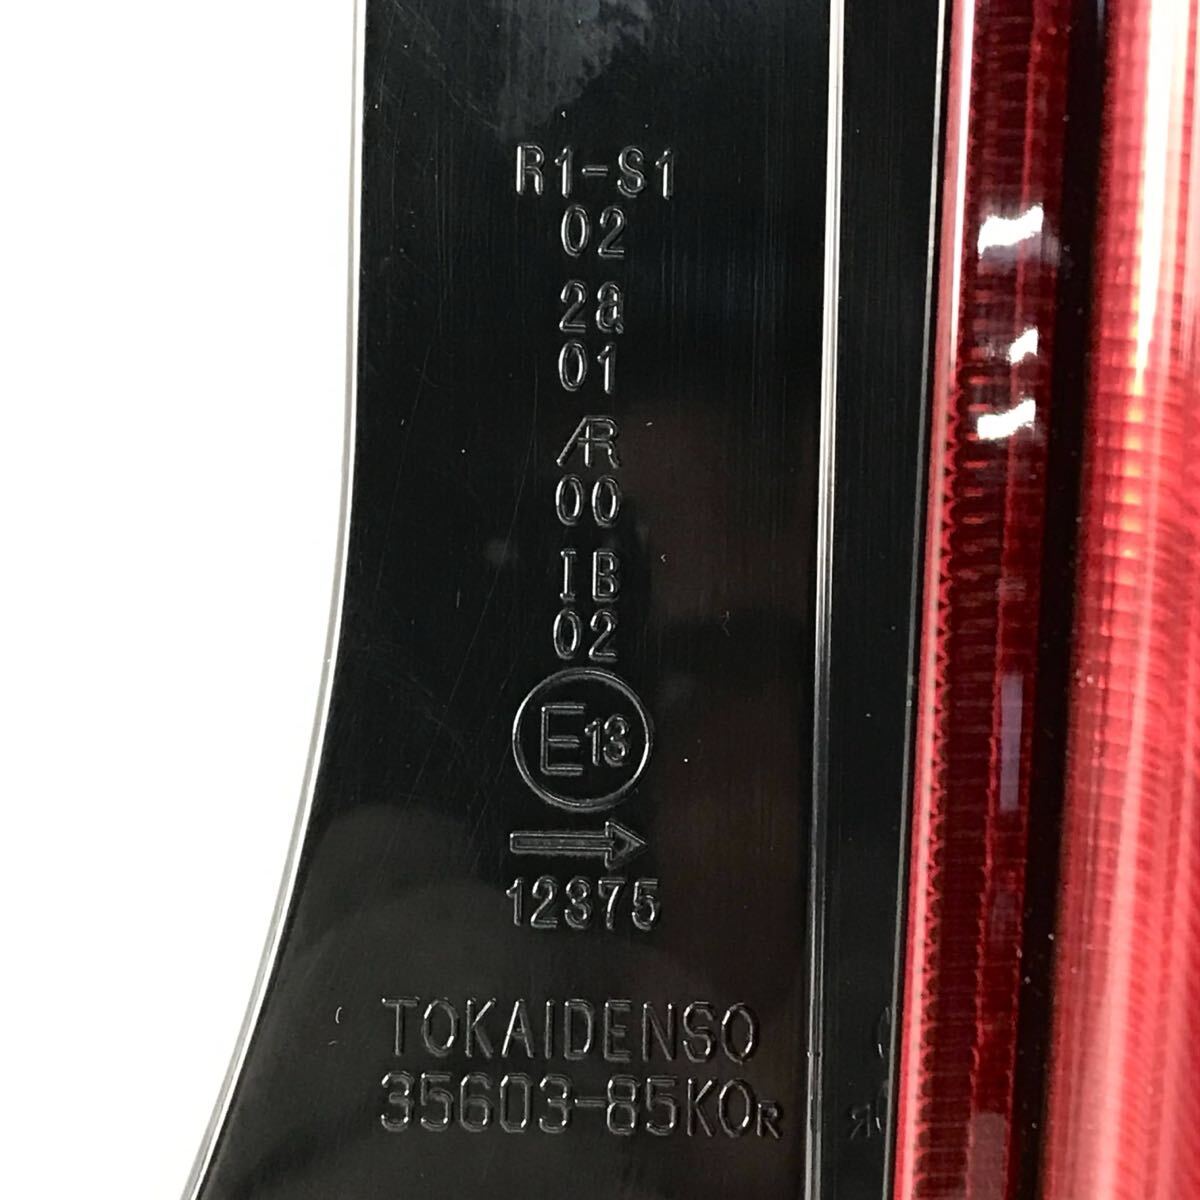 R1-S1
02
2a
01
AR
00
IB
02
E13
→
12375
TOKAIDENSO
35603-85K0R